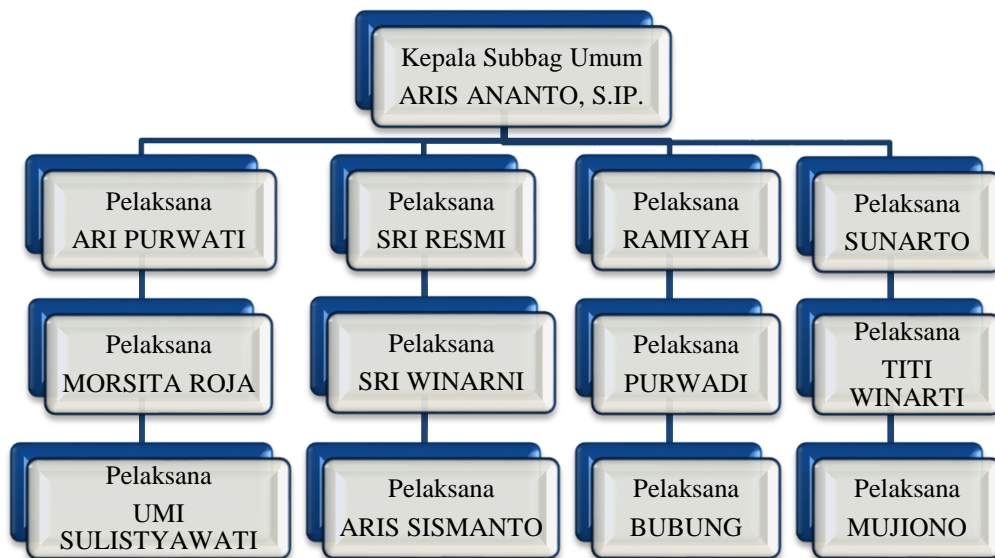 Kepala Subbag Umum
ARIS ANANTO, S.IP.
Pelaksana
ARI PURWATI
Pelaksana
SRI RESMI
Pelaksana
RAMIYAH
Pelaksana
SUNARTO
Pelaksana
MORSITA ROJA
Pelaksana
SRI WINARNI
Pelaksana
PURWADI
Pelaksana
TITI
WINARTI
Pelaksana
UMI
SULISTYAWATI
Pelaksana
ARIS SISMANTO
Pelaksana
BUBUNG
Pelaksana
MUJIONO